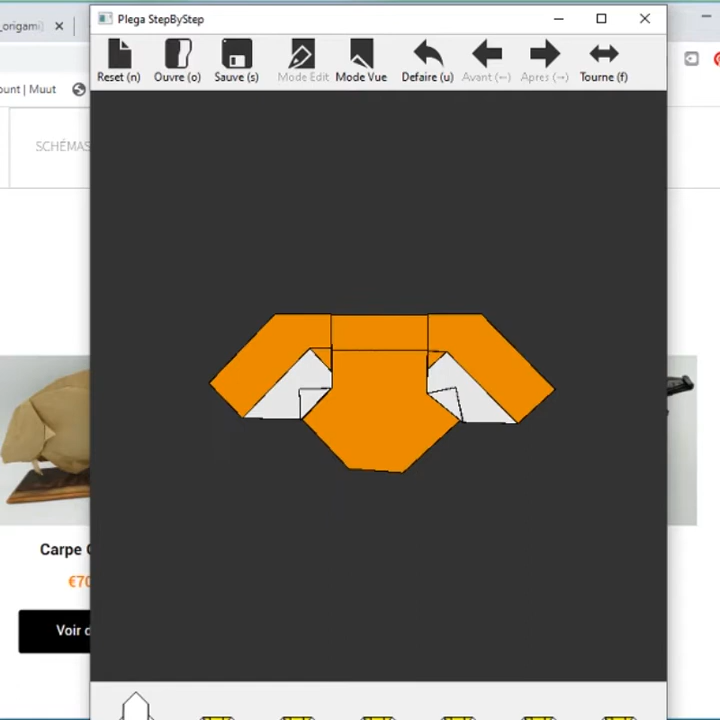 _origami)
Plega StepByStep
Reset (n) Ouvre (o) Sauve (s) Mode Edit Mode Vue Defaire (u) Avant (←) Apres (→) Tourne (f)
ount | Muut
SCHÉMAS
Carpe
€70
Voir